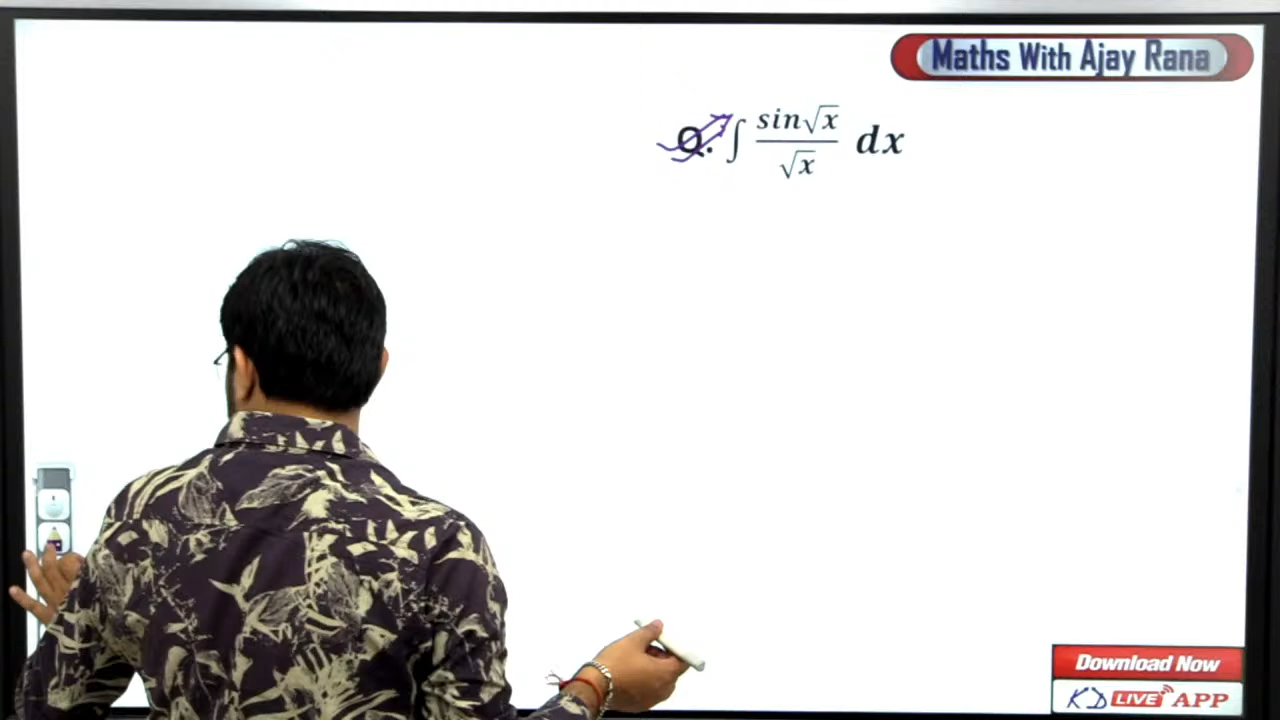 Maths With Ajay Rana
Q. ∫ sin√x / √x dx
Download Now
KD LIVE APP